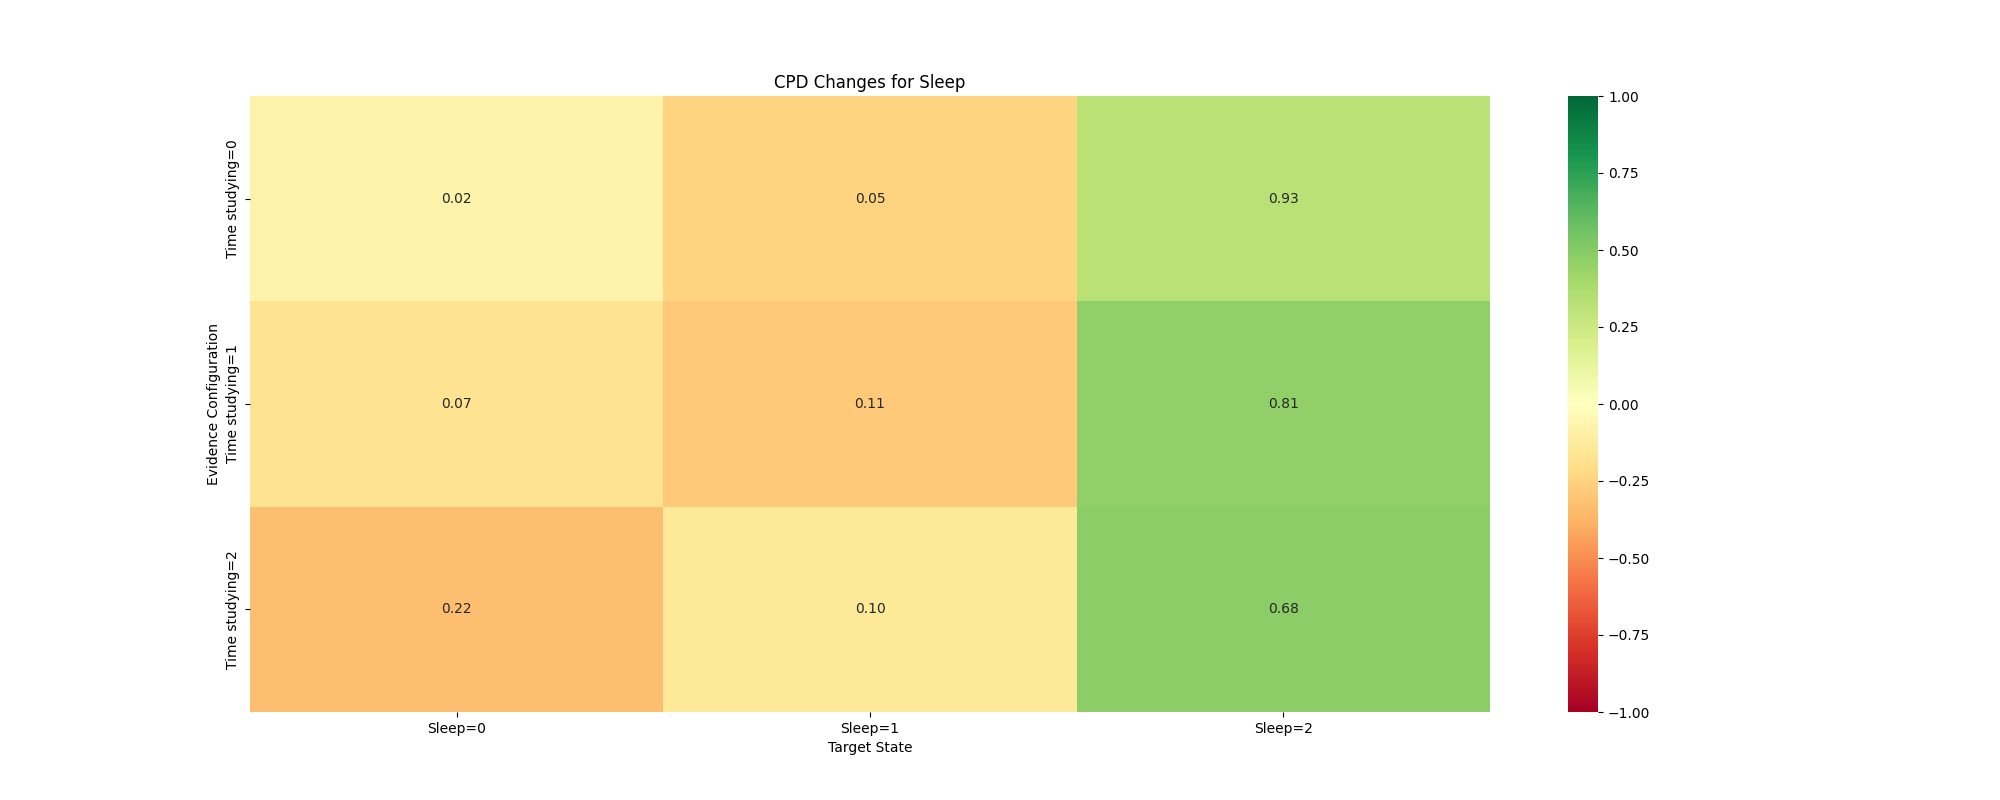 CPD Changes for Sleep
Evidence Configuration
Time studying=0
0.02 0.05 0.93
Time studying=1
0.07 0.11 0.81
Time studying=2
0.22 0.10 0.68
Sleep=0 Sleep=1 Sleep=2
Target State
1.00
0.75
0.50
0.25
0.00
−0.25
−0.50
−0.75
−1.00